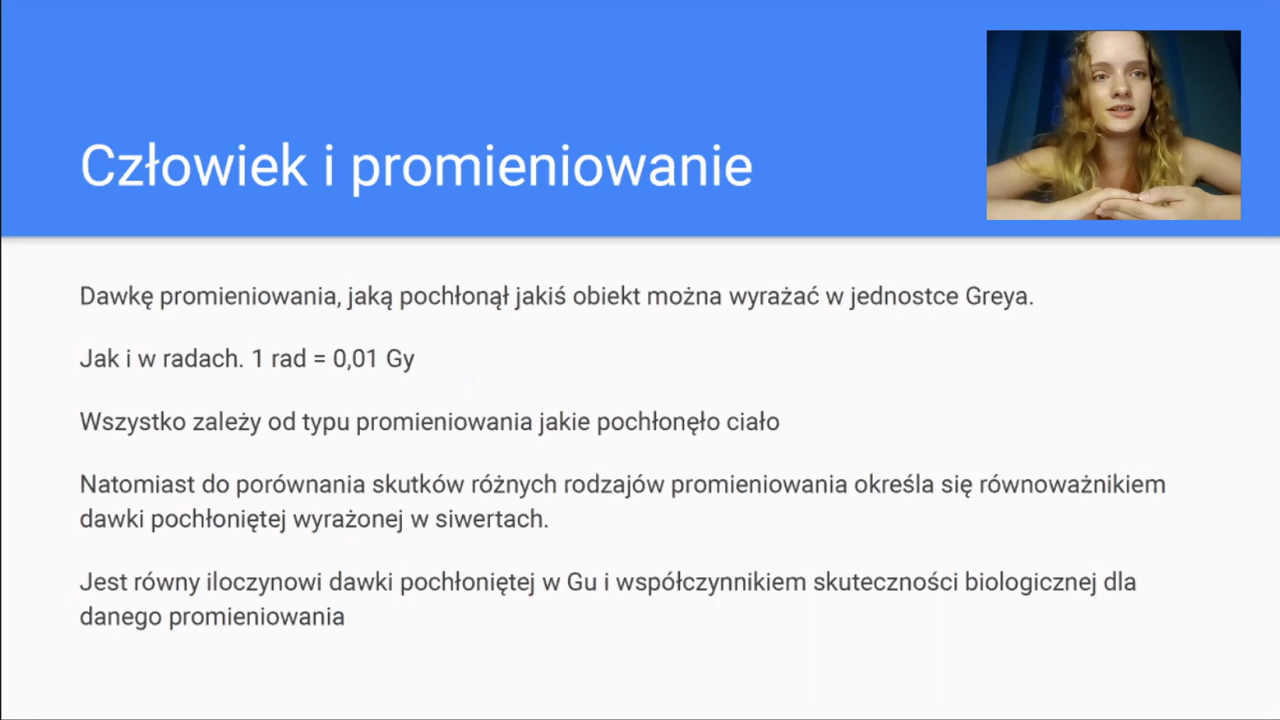 Człowiek i promieniowanie
Dawkę promieniowania, jaką pochłonął jakiś obiekt można wyrażać w jednostce Greya.
Jak i w radach. 1 rad = 0,01 Gy
Wszystko zależy od typu promieniowania jakie pochłonęło ciało
Natomiast do porównania skutków różnych rodzajów promieniowania określa się równoważnikiem
dawki pochłoniętej wyrażonej w siwertach.
Jest równy iloczynowi dawki pochłoniętej w Gu i współczynnikiem skuteczności biologicznej dla
danego promieniowania